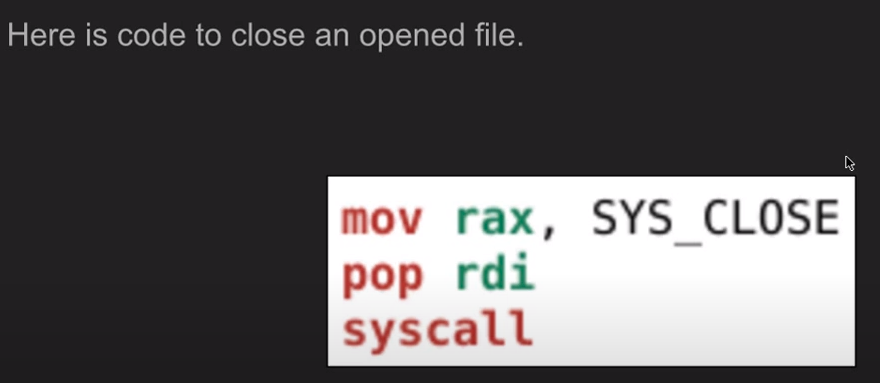 Here is code to close an opened file.
mov rax, SYS_CLOSE
pop rdi
syscall